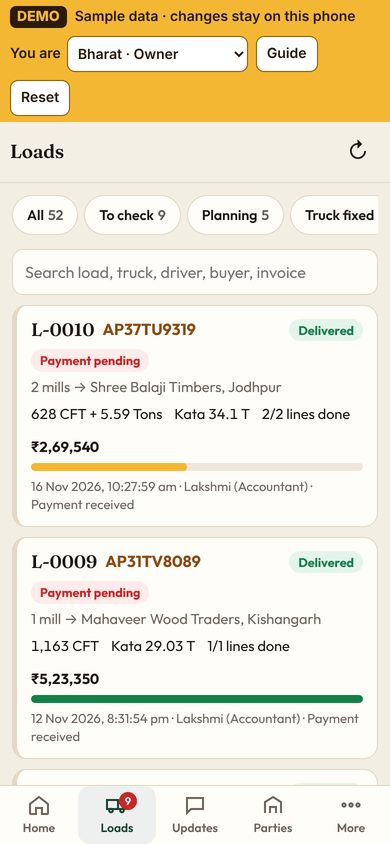 DEMO Sample data · changes stay on this phone
You are Bharat · Owner Guide
Reset
Loads
All 52 To check 9 Planning 5 Truck fixed
Search load, truck, driver, buyer, invoice
L-0010 AP37TU9319 Delivered
Payment pending
2 mills → Shree Balaji Timbers, Jodhpur
628 CFT + 5.59 Tons Kata 34.1 T 2/2 lines done
₹2,69,540
16 Nov 2026, 10:27:59 am · Lakshmi (Accountant) ·
Payment received
L-0009 AP31TV8089 Delivered
Payment pending
1 mill → Mahaveer Wood Traders, Kishangarh
1,163 CFT Kata 29.03 T 1/1 lines done
₹5,23,350
12 Nov 2026, 8:31:54 pm · Lakshmi (Accountant) · Payment
received
9
Home Loads Updates Parties More